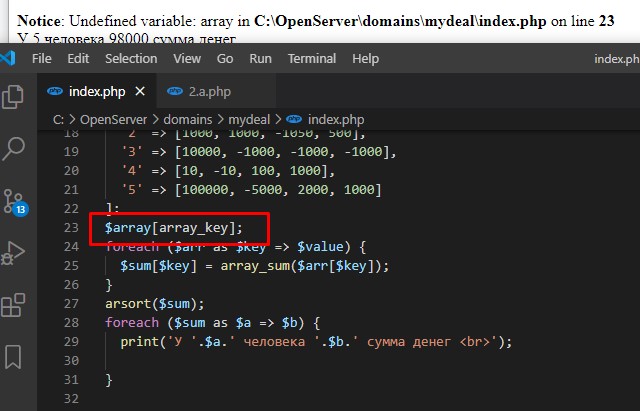 Notice: Undefined variable: array in C:\OpenServer\domains\mydeal\index.php on line 23
У 5 человека 98000 сумма денег
File Edit Selection View Go Run Terminal Help index.ph
index.php × 2.a.php
C: > OpenServer > domains > mydeal > index.php
18 '2' => [1000, 1000, -1050, 500],
19 '3' => [10000, -1000, -1000, -1000],
20 '4' => [10, -10, 100, 1000],
21 '5' => [100000, -5000, 2000, 1000]
22 ];
23 $array[array_key];
24 foreach ($arr as $key => $value) {
25 $sum[$key] = array_sum($arr[$key]);
26 }
27 arsort($sum);
28 foreach ($sum as $a => $b) {
29 print('У '.$a.' человека '.$b.' сумма денег <br>');
30
31 }
32
13